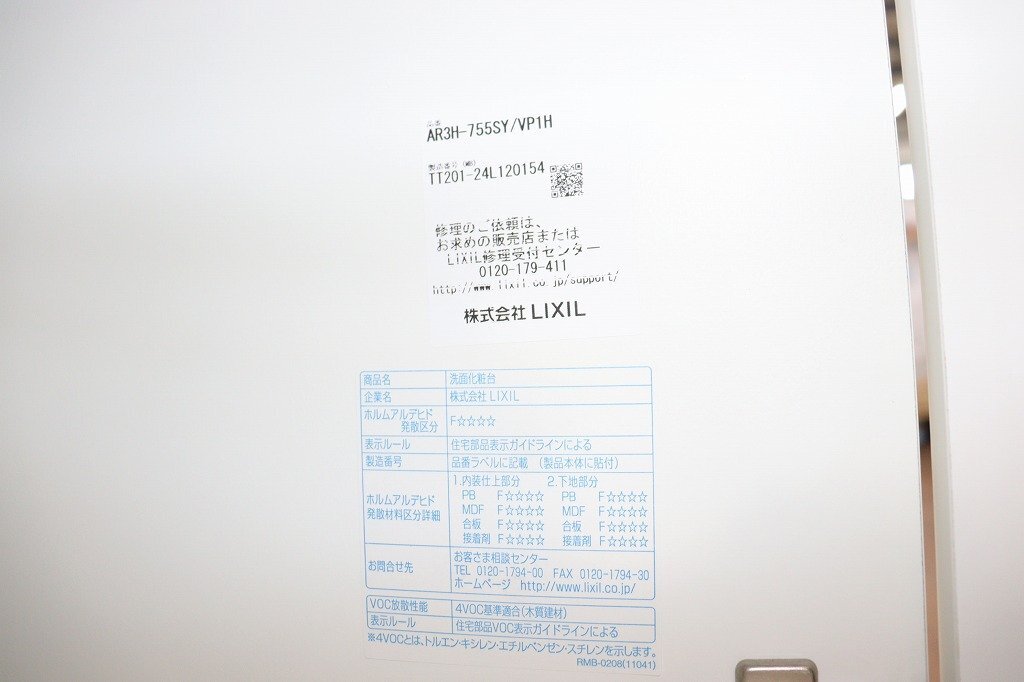 品番
AR3H-755SY/VP1H
製造番号 (MB)
TT201-24L120154
修理のご依頼は、
お求めの販売店または
LIXIL修理受付センター
0120-179-411
http://www.lixil.co.jp/support/
株式会社 LIXIL
商品名 洗面化粧台
企業名 株式会社 LIXIL
ホルムアルデヒド
発散区分 F☆☆☆☆
表示ルール 住宅部品表示ガイドラインによる
製造番号 品番ラベルに記載 (製品本体に貼付)
ホルムアルデヒド
発散材料区分詳細
1.内装仕上部分 2.下地部分
PB F☆☆☆☆ PB F☆☆☆☆
MDF F☆☆☆☆ MDF F☆☆☆☆
合板 F☆☆☆☆ 合板 F☆☆☆☆
接着剤 F☆☆☆☆ 接着剤 F☆☆☆☆
お問合せ先
お客さま相談センター
TEL 0120-1794-00 FAX 0120-1794-30
ホームページ http://www.lixil.co.jp/
VOC放散性能 4VOC基準適合(木質建材)
表示ルール 住宅部品VOC表示ガイドラインによる
※4VOCとは、トルエン・キシレン・エチルベンゼン・スチレンを示します。
RMB-0208(11041)